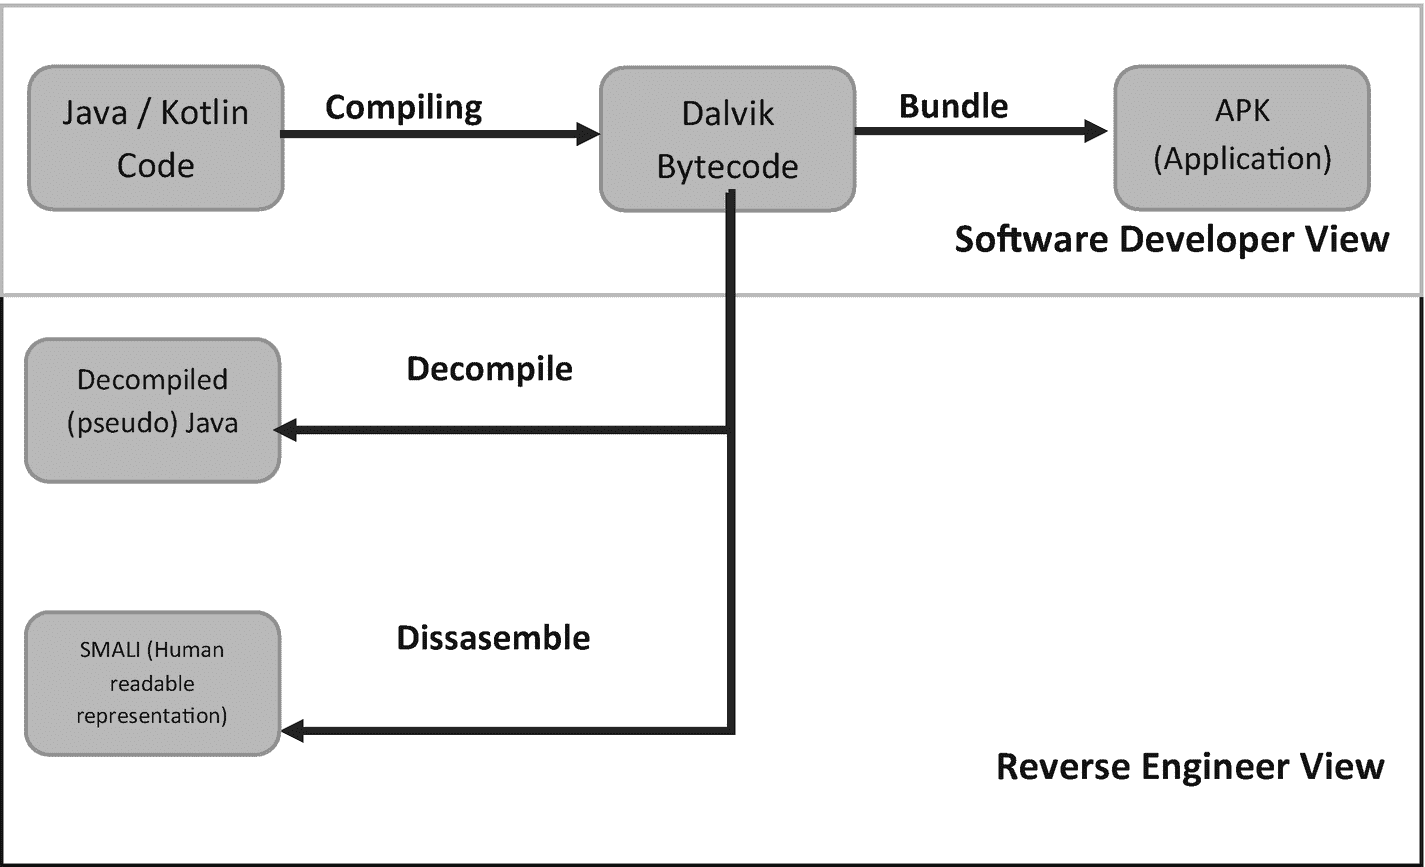 Java / Kotlin
Code
Compiling
Dalvik
Bytecode
Bundle
APK
(Application)
Software Developer View
Decompiled
(pseudo) Java
Decompile
SMALI (Human
readable
representation)
Dissasemble
Reverse Engineer View